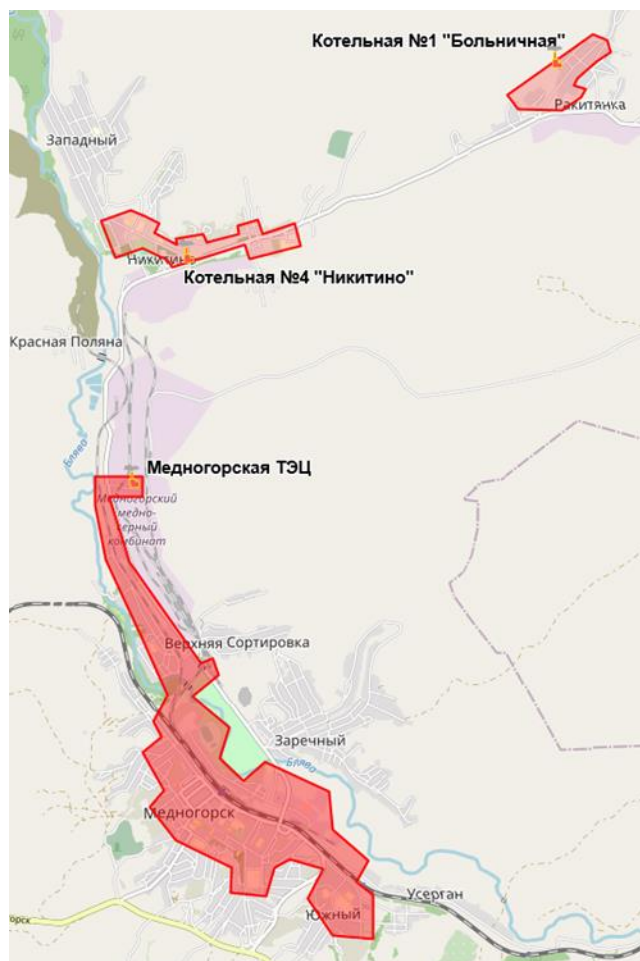 Котельная №1 "Больничная"
Ракитянка
Западный
Никитино
Котельная №4 "Никитино"
Красная Поляна
Блява
Медногорская ТЭЦ
Медногорский
медно-
серный
комбинат
Верхняя Сортировка
Заречный
Блява
Медногорск
Усерган
Южный